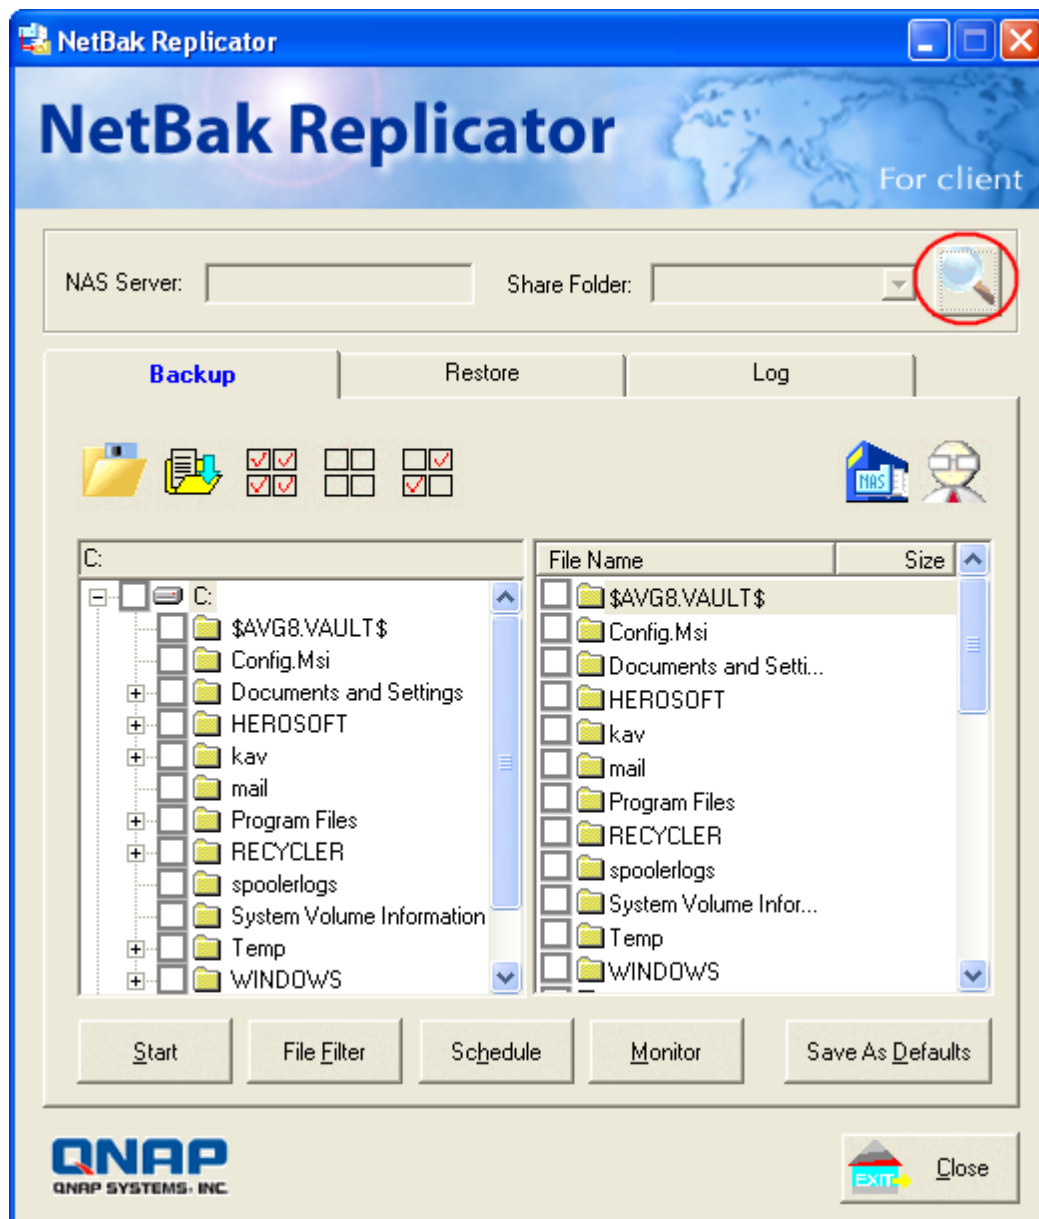 NetBak Replicator
NetBak Replicator
For client
NAS Server:
Share Folder:
Backup
Restore
Log
NAS
C:
C:
$AVG8.VAULT$
Config.Msi
Documents and Settings
HEROSOFT
kav
mail
Program Files
RECYCLER
spoolerlogs
System Volume Information
Temp
WINDOWS
File Name Size
$AVG8.VAULT$
Config.Msi
Documents and Setti...
HEROSOFT
kav
mail
Program Files
RECYCLER
spoolerlogs
System Volume Infor...
Temp
WINDOWS
Start
File Filter
Schedule
Monitor
Save As Defaults
QNAP
QNAP SYSTEMS, INC.
EXIT
Close